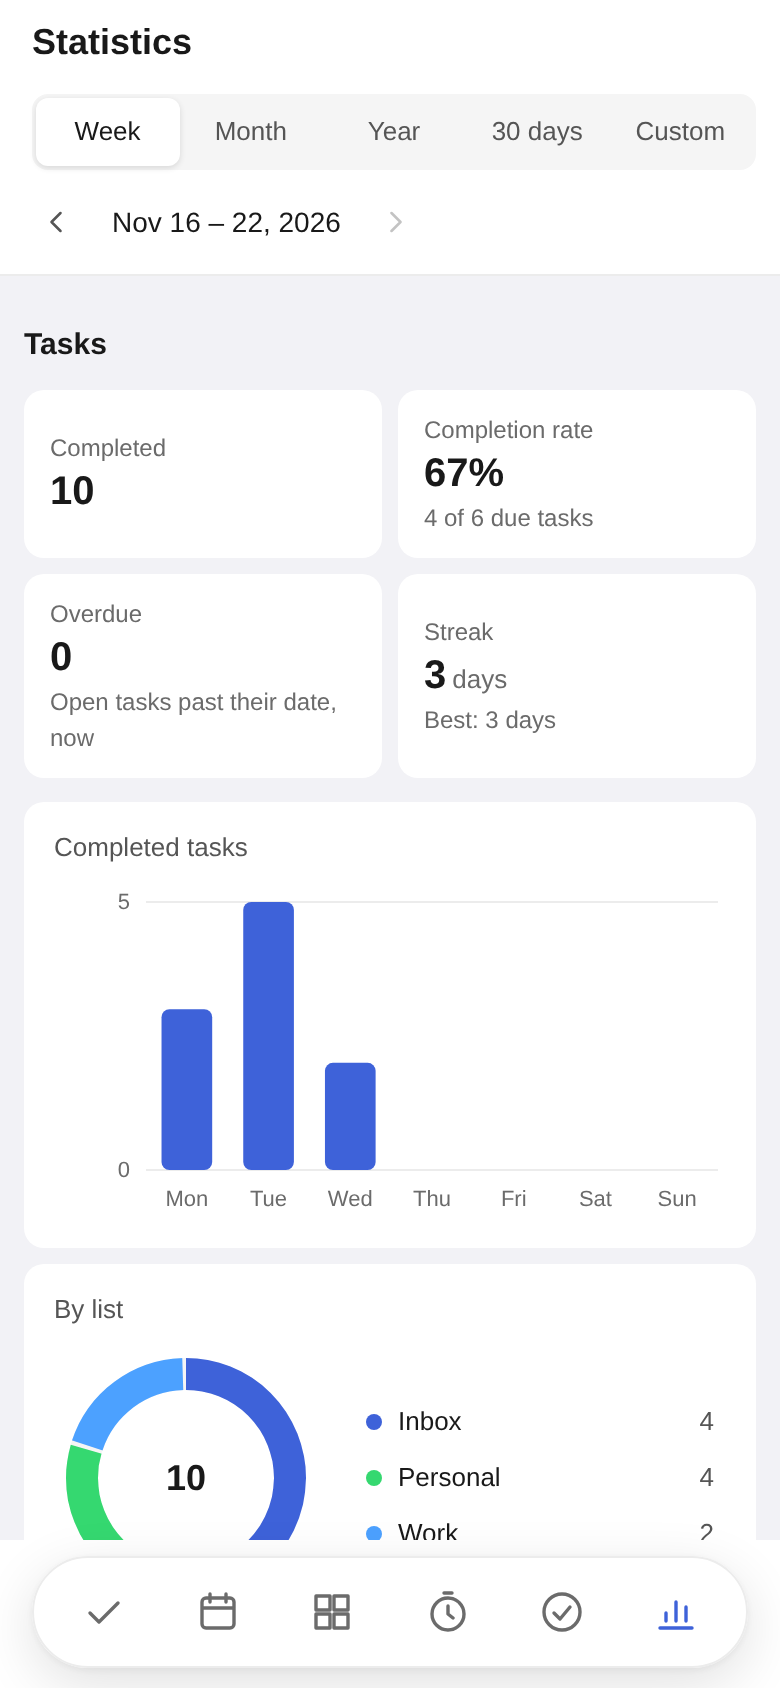 Statistics
Week Month Year 30 days Custom
Nov 16 – 22, 2026
Tasks
Completed
10
Completion rate
67%
4 of 6 due tasks
Overdue
0
Open tasks past their date,
now
Streak
3 days
Best: 3 days
Completed tasks
5
0
Mon Tue Wed Thu Fri Sat Sun
By list
10
Inbox 4
Personal 4
Work 2